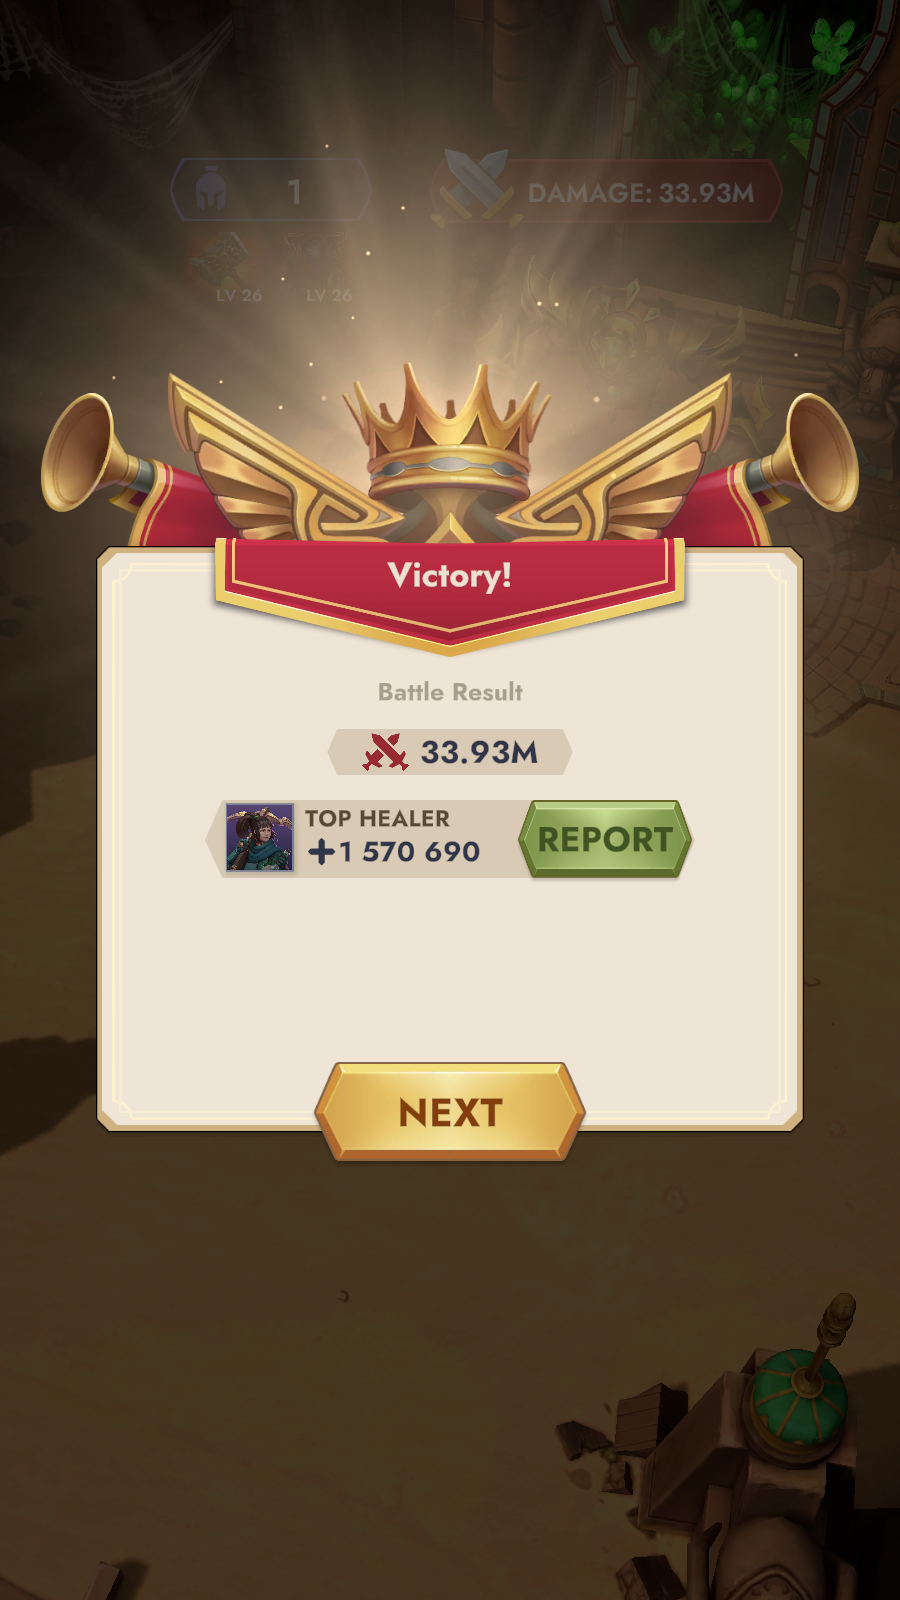 1
DAMAGE: 33.93M
LV 26 LV 26
Victory!
Battle Result
33.93M
TOP HEALER
+1 570 690
REPORT
NEXT